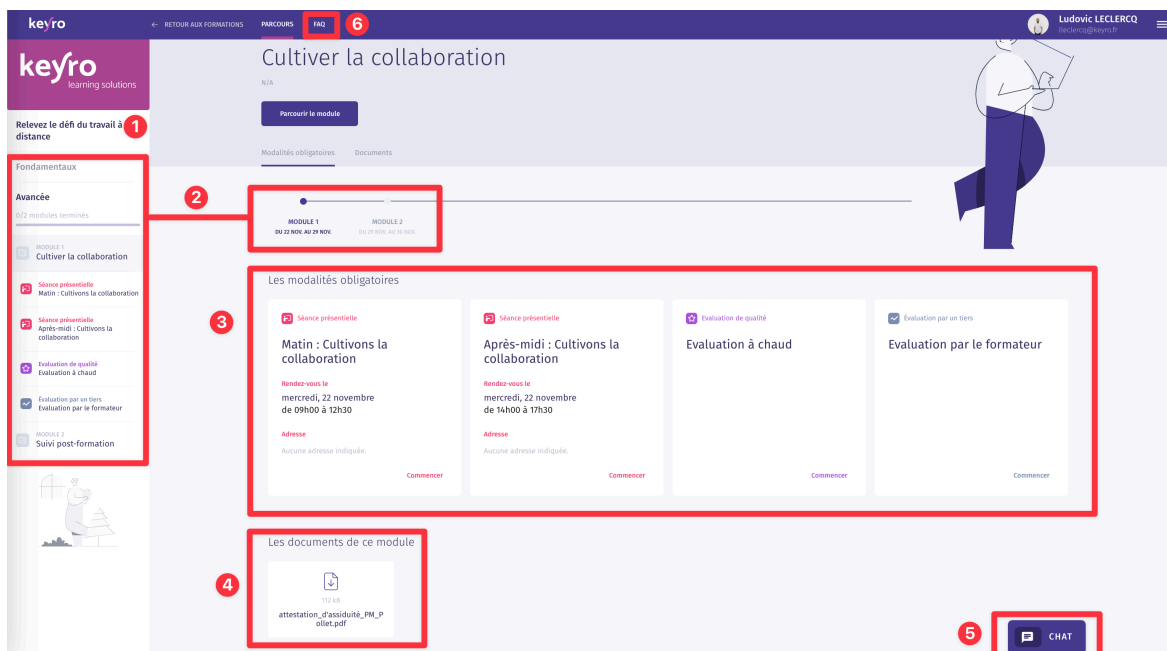 keyro
← RETOUR AUX FORMATIONS
PARCOURS
FAQ
6
Ludovic LECLERCQ
lleclercq@keyro.fr
keyro
learning solutions
Relevez le défi du travail à
distance
1
Fondamentaux
Avancée
0/2 modules terminés
MODULE 1
Cultiver la collaboration
Séance présentielle
Matin : Cultivons la collaboration
Séance présentielle
Après-midi : Cultivons la
collaboration
Evaluation de qualité
Evaluation à chaud
Évaluation par un tiers
Evaluation par le formateur
MODULE 2
Suivi post-formation
Cultiver la collaboration
N/A
Parcourir le module
Modalités obligatoires
Documents
2
MODULE 1
DU 22 NOV. AU 29 NOV.
MODULE 2
DU 29 NOV. AU 30 NOV.
3
Les modalités obligatoires
Séance présentielle
Matin : Cultivons la
collaboration
Rendez-vous le
mercredi, 22 novembre
de 09h00 à 12h30
Adresse
Aucune adresse indiquée.
Commencer
Séance présentielle
Après-midi : Cultivons la
collaboration
Rendez-vous le
mercredi, 22 novembre
de 14h00 à 17h30
Adresse
Aucune adresse indiquée.
Commencer
Evaluation de qualité
Evaluation à chaud
Commencer
Évaluation par un tiers
Evaluation par le formateur
Commencer
4
Les documents de ce module
112 kB
attestation_d'assiduité_PM_P
ollet.pdf
5
CHAT